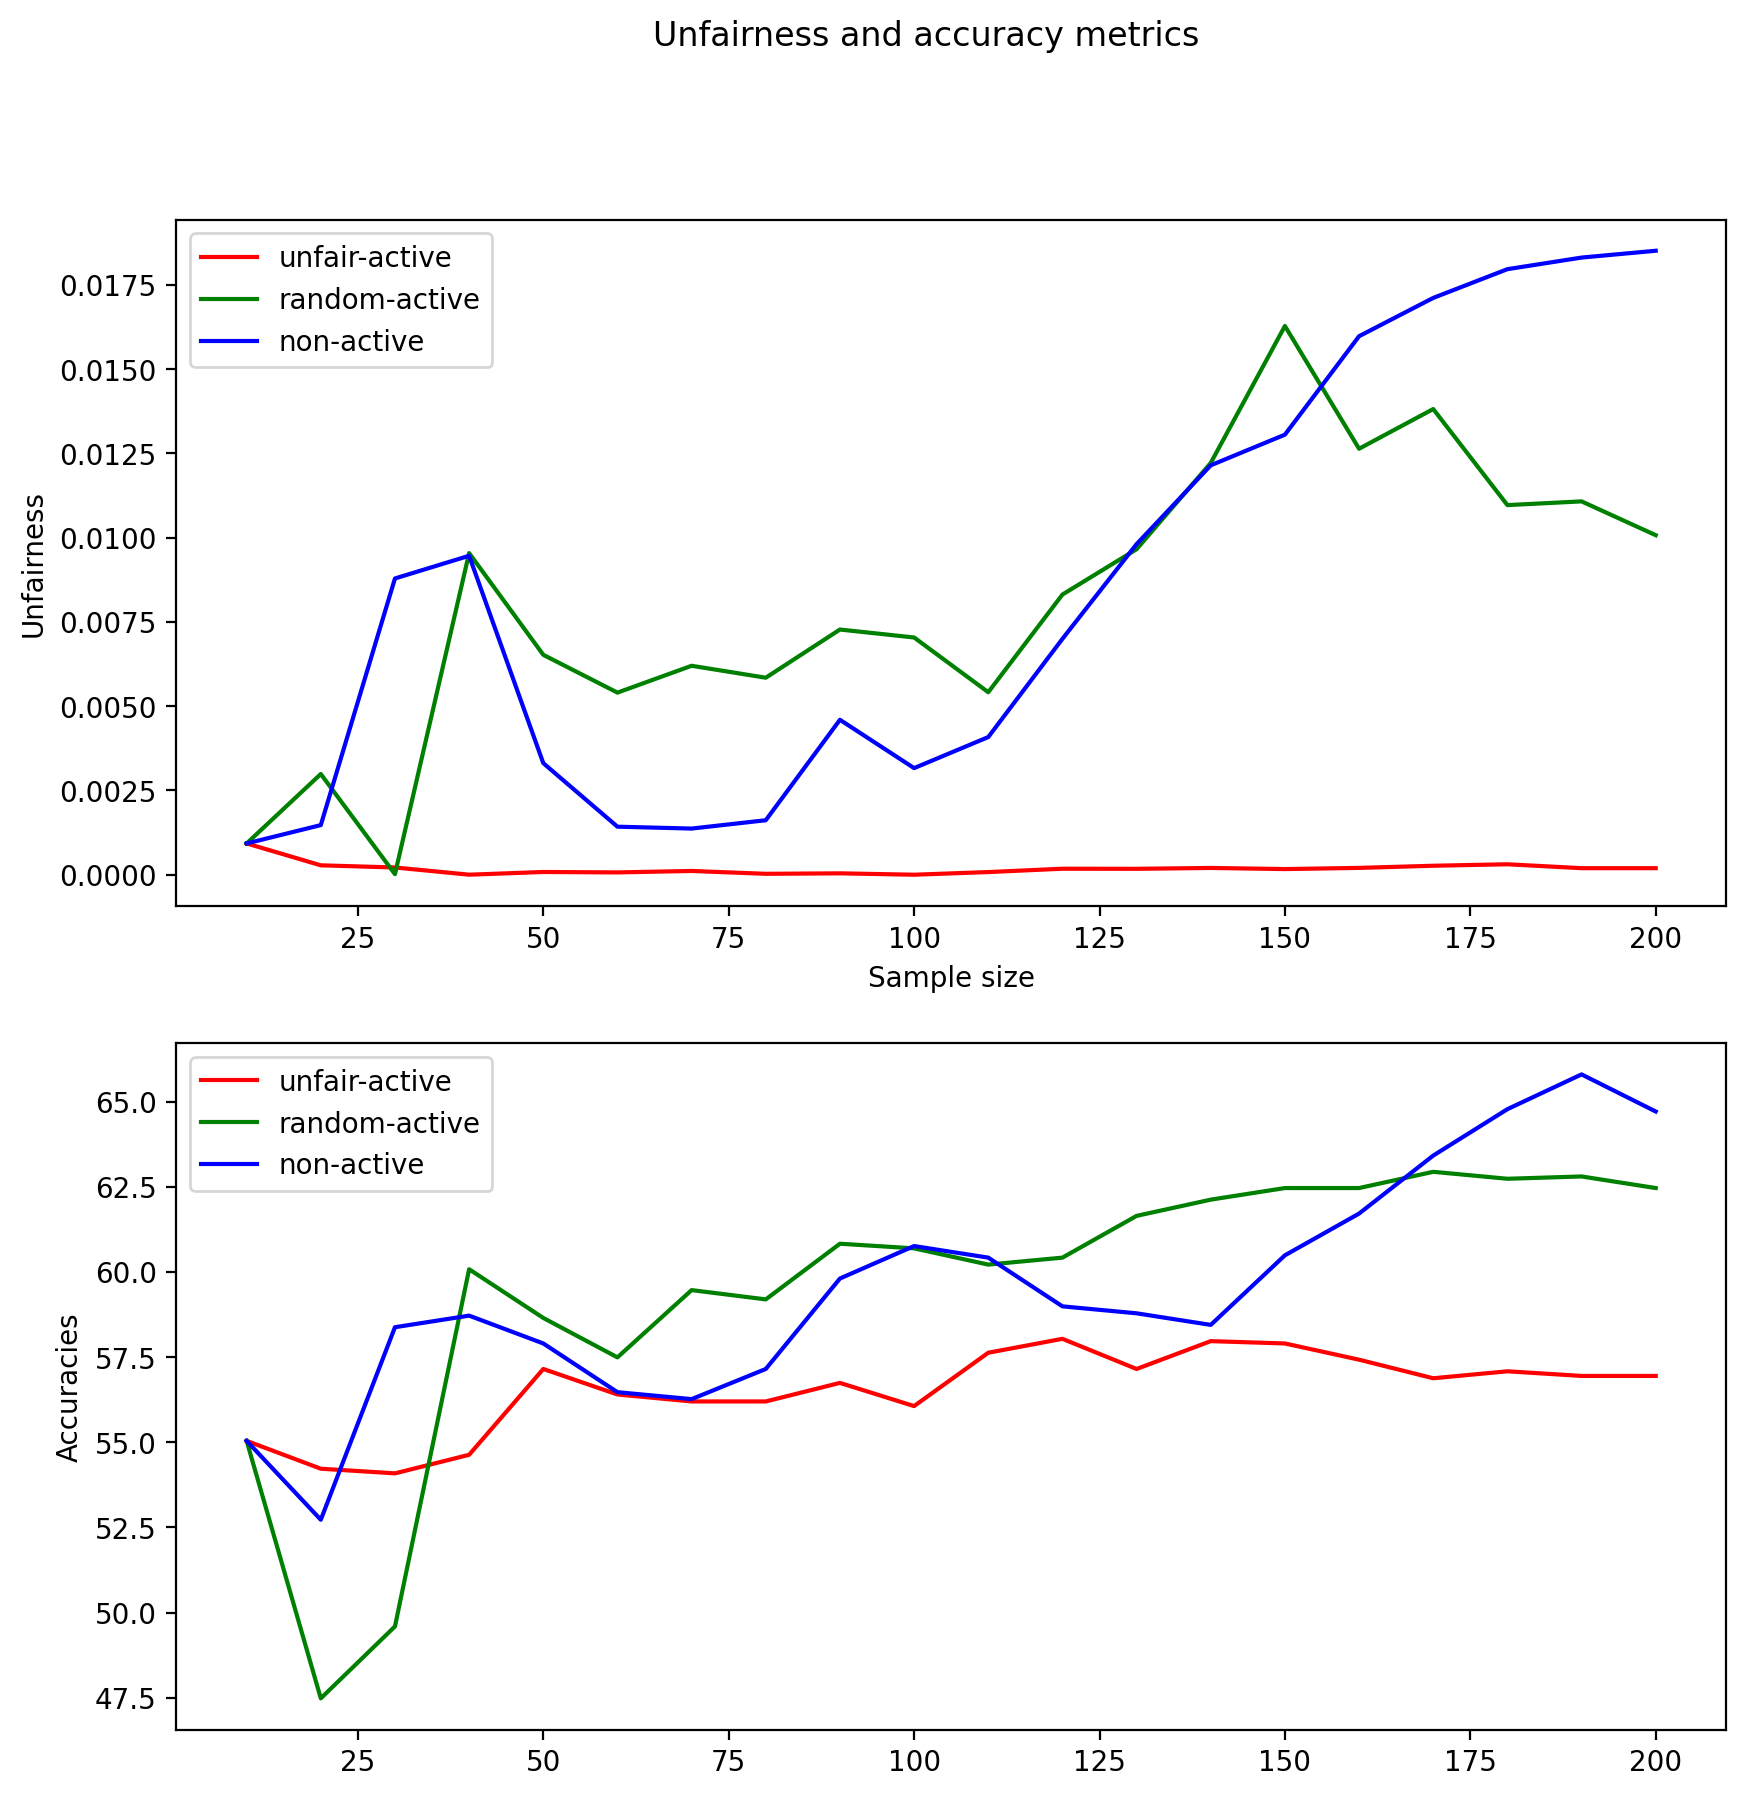 Unfairness and accuracy metrics
unfair-active
random-active
non-active
0.0175
0.0150
0.0125
0.0100
0.0075
0.0050
0.0025
0.0000
Unfairness
25 50 75 100 125 150 175 200
Sample size
unfair-active
random-active
non-active
65.0
62.5
60.0
57.5
55.0
52.5
50.0
47.5
Accuracies
25 50 75 100 125 150 175 200